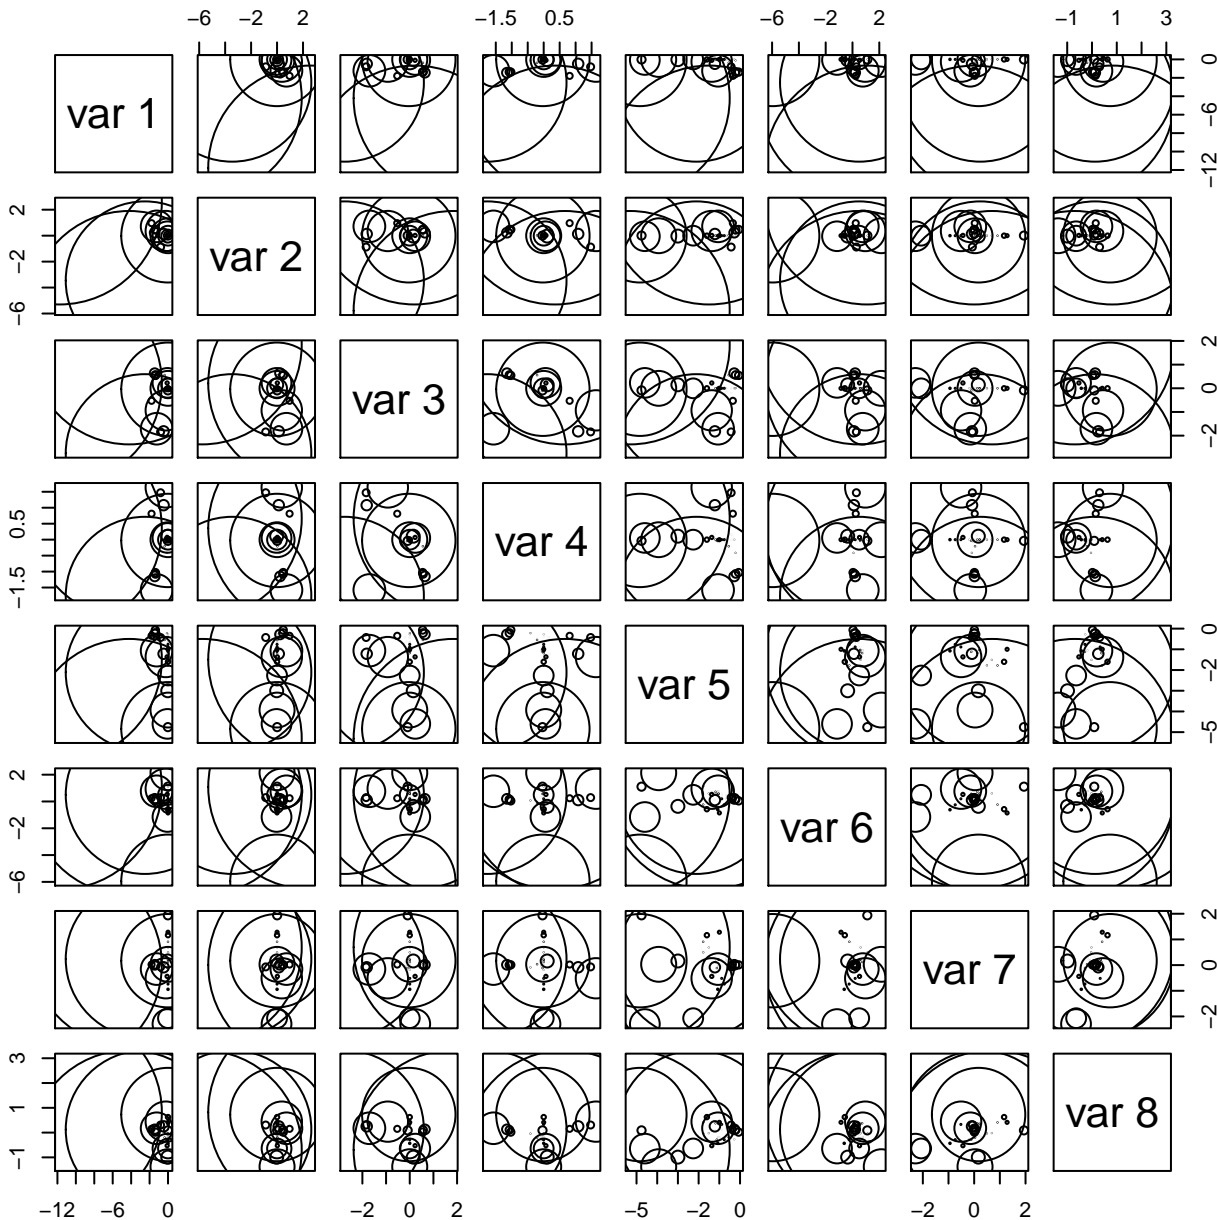 −6 −2 2 −1.5 0.5 −6 −2 2 −1 1 3
var 1 0 −6 −12
2 −2 −6 var 2
var 3 2 0 −2
0.5 −1.5 var 4
var 5 0 −2 −5
2 −2 −6 var 6
var 7 2 0 −2
3 1 −1 var 8
−12 −6 0 −2 0 2 −5 −2 0 −2 0 2